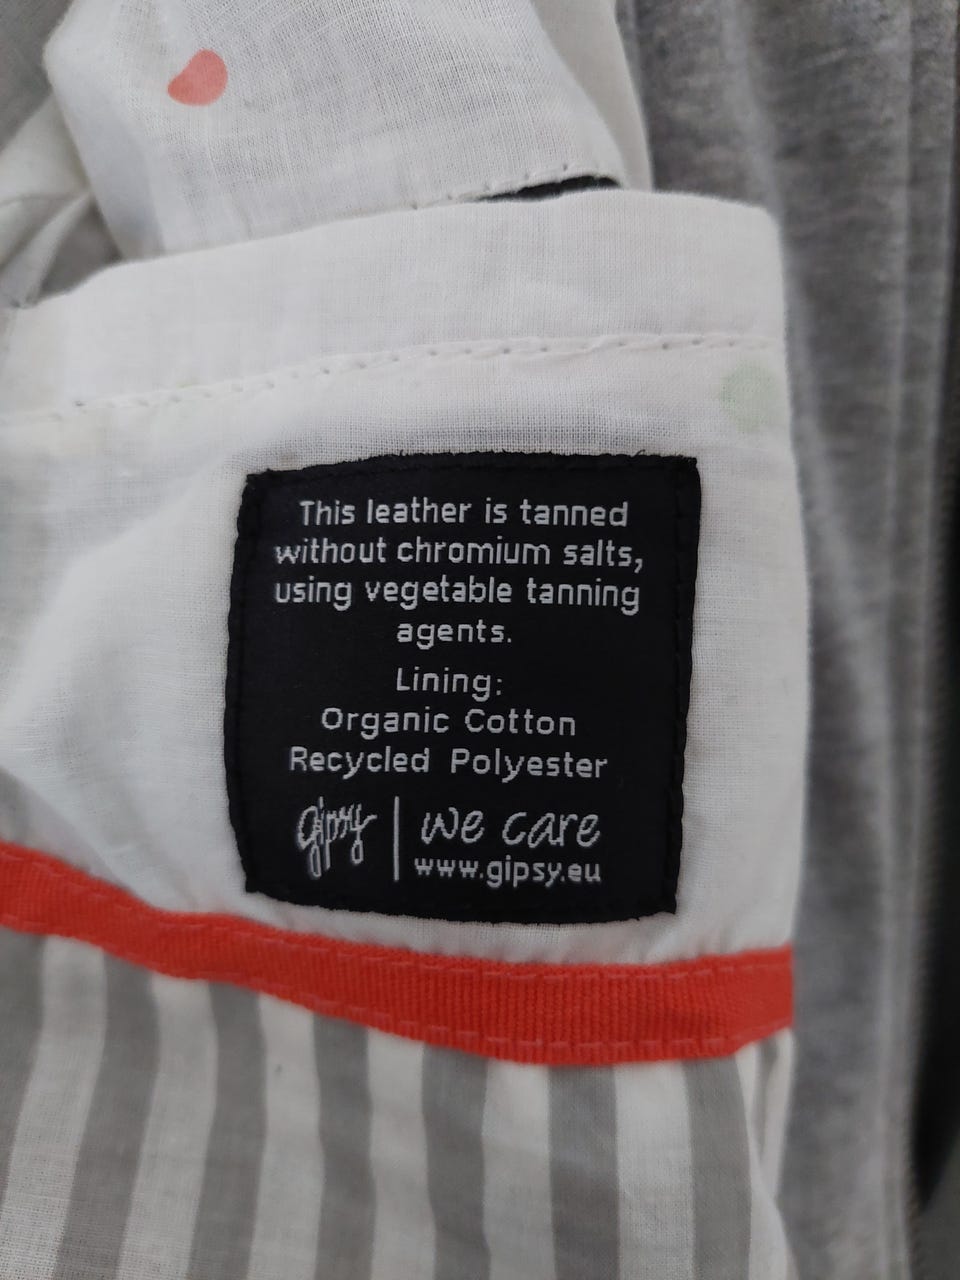 This leather is tanned
without chromium salts,
using vegetable tanning
agents.
Lining:
Organic Cotton
Recycled Polyester
gipsy | we care
www.gipsy.eu